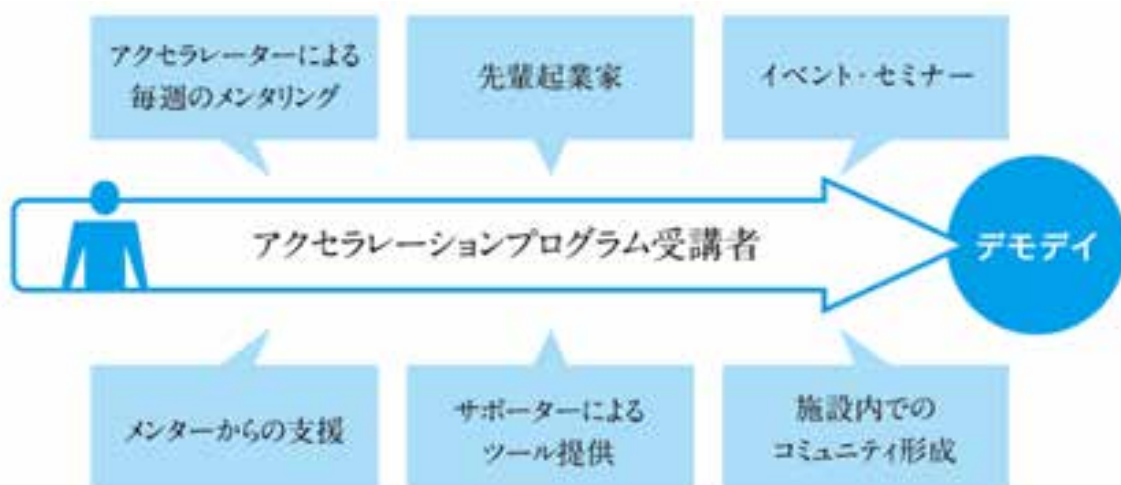 アクセラレーターによる
毎週のメンタリング
先輩起業家
イベント・セミナー
アクセラレーションプログラム受講者
デモデイ
メンターからの支援
サポーターによる
ツール提供
施設内での
コミュニティ形成